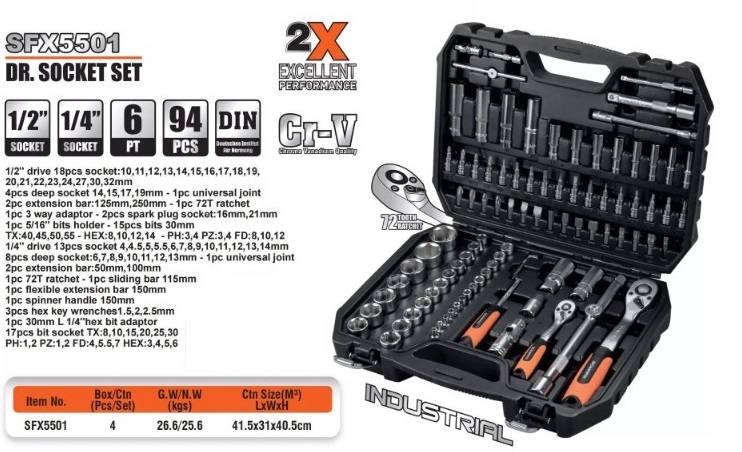 SFX5501
DR. SOCKET SET
2X
EXCELLENT
PERFORMANCE
1/2"
SOCKET
1/4"
SOCKET
6
PT
94
PCS
DIN
Deutsches Institut
für Normung
Cr-V
Chrome Vanadium Quality
1/2" drive 18pcs socket:10,11,12,13,14,15,16,17,18,19,
20,21,22,23,24,27,30,32mm
4pcs deep socket 14,15,17,19mm - 1pc universal joint
2pc extension bar:125mm,250mm - 1pc 72T ratchet
1pc 3 way adaptor - 2pcs spark plug socket:16mm,21mm
1pc 5/16" bits holder - 15pcs bits 30mm
TX:40,45,50,55 - HEX:8,10,12,14 - PH:3,4 PZ:3,4 FD:8,10,12
1/4" drive 13pcs socket 4,4.5,5,5.5,6,7,8,9,10,11,12,13,14mm
8pcs deep socket:6,7,8,9,10,11,12,13mm - 1pc universal joint
2pc extension bar:50mm,100mm
1pc 72T ratchet - 1pc sliding bar 115mm
1pc flexible extension bar 150mm
1pc spinner handle 150mm
3pcs hex key wrenches1.5,2,2.5mm
1pc 30mm L 1/4"hex bit adaptor
17pcs bit socket TX:8,10,15,20,25,30
PH:1,2 PZ:1,2 FD:4,5.5,7 HEX:3,4,5,6
72 TOOTH
RATCHET
INDUSTRIAL
Item No. Box/Ctn (Pcs/Set) G.W/N.W (kgs) Ctn Size(M³) LxWxH
SFX5501 4 26.6/25.6 41.5x31x40.5cm